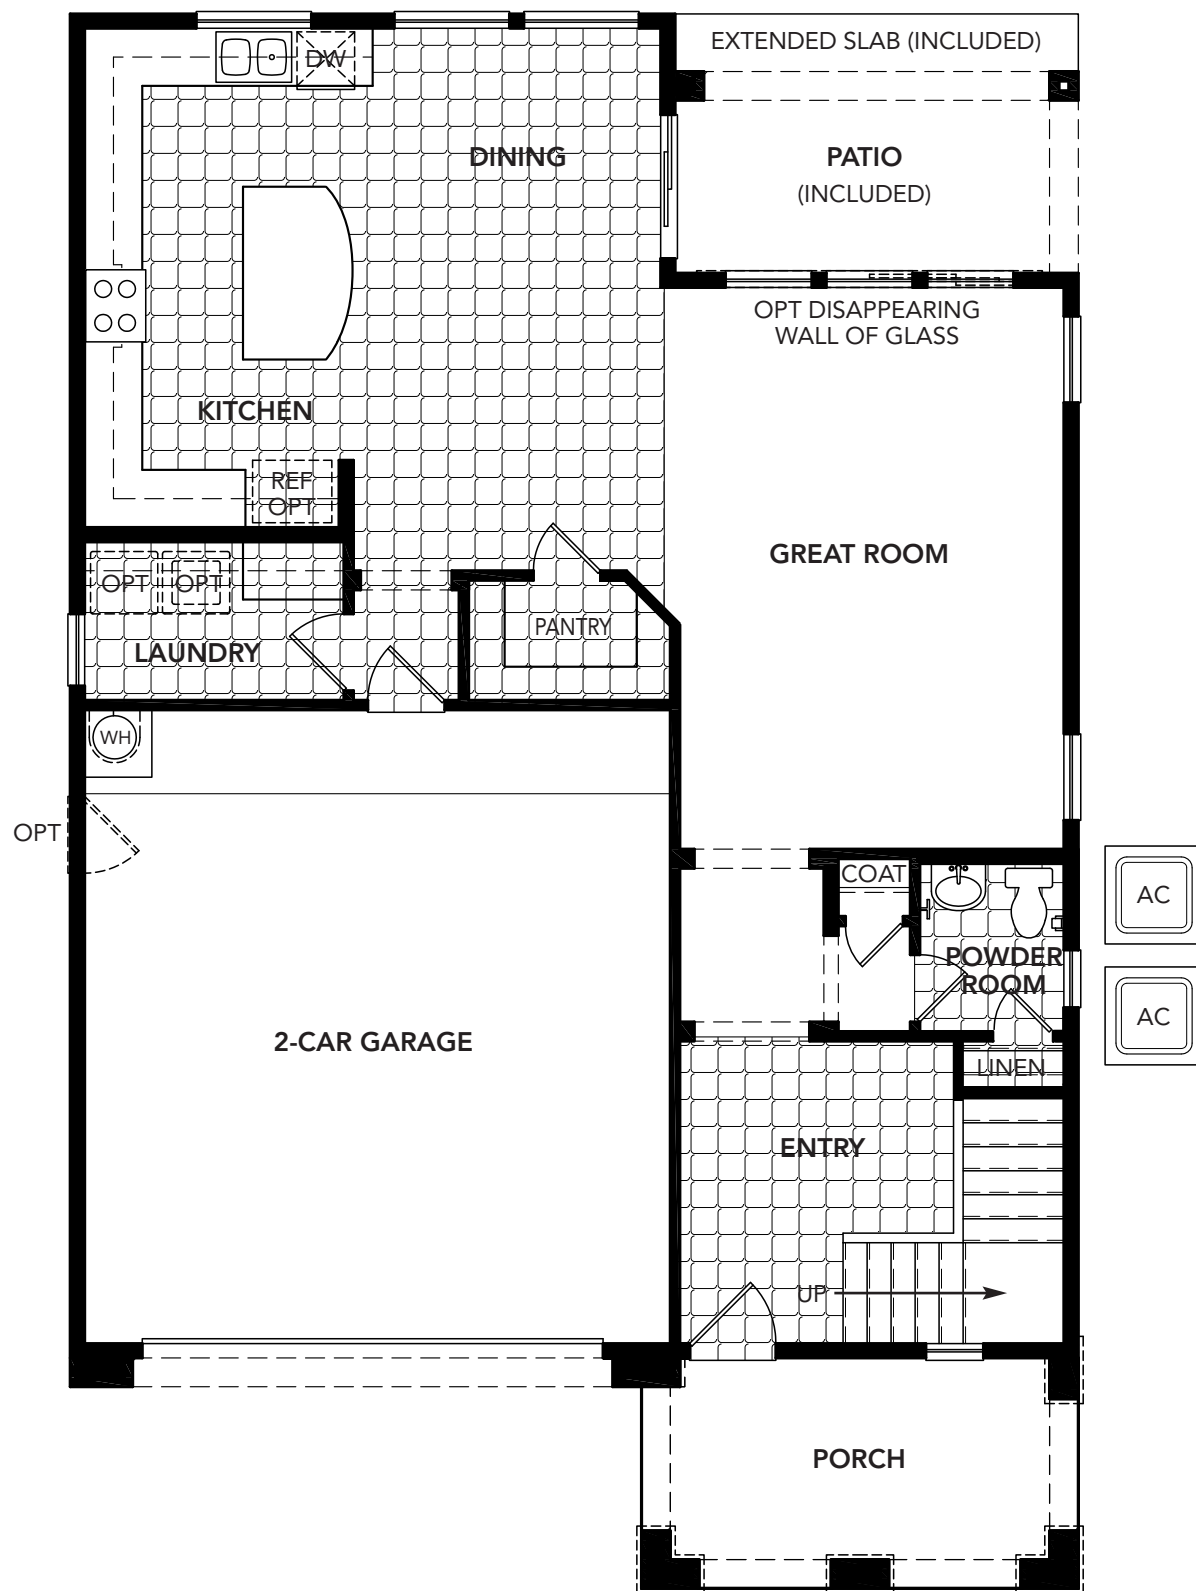 EXTENDED SLAB (INCLUDED)
DW
DINING
PATIO
(INCLUDED)
OPT DISAPPEARING
WALL OF GLASS
KITCHEN
REF
OPT
GREAT ROOM
OPT
OPT
PANTRY
LAUNDRY
WH
OPT
COAT
AC
POWDER
ROOM
AC
2-CAR GARAGE
LINEN
ENTRY
UP
PORCH